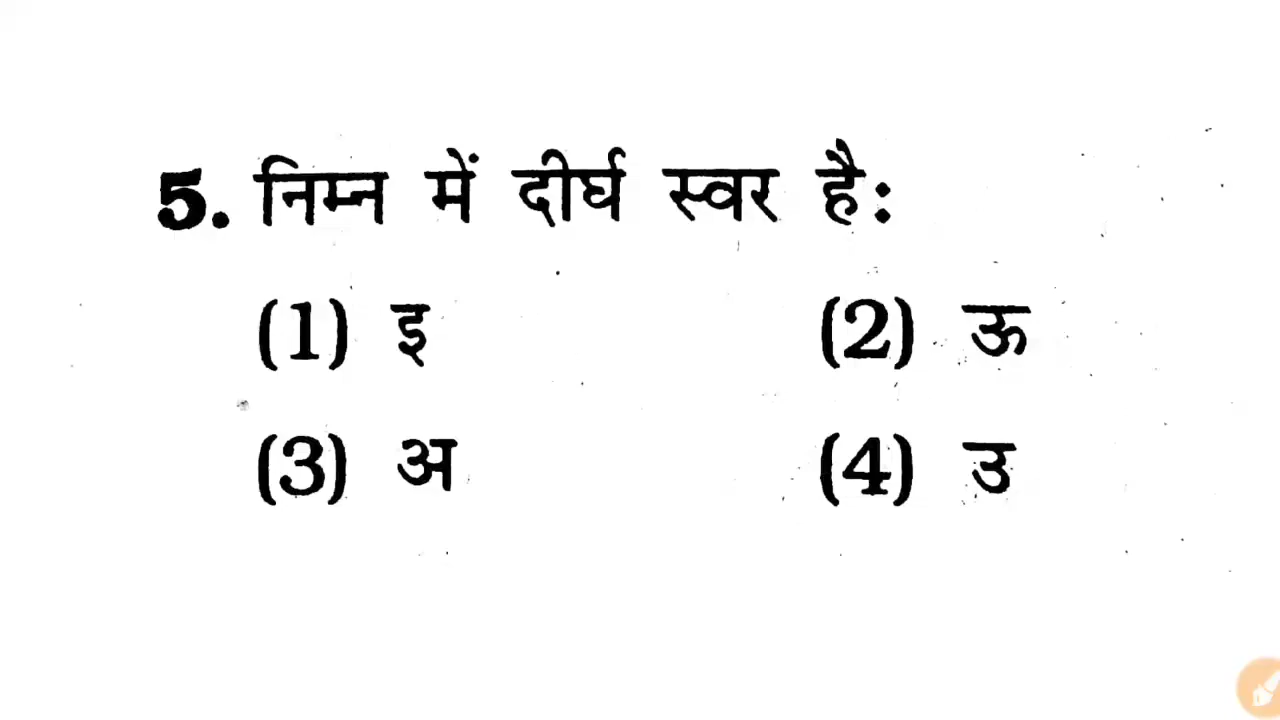 5. निम्न में दीर्घ स्वर है:
(1) इ (2) ऊ
(3) अ (4) उ